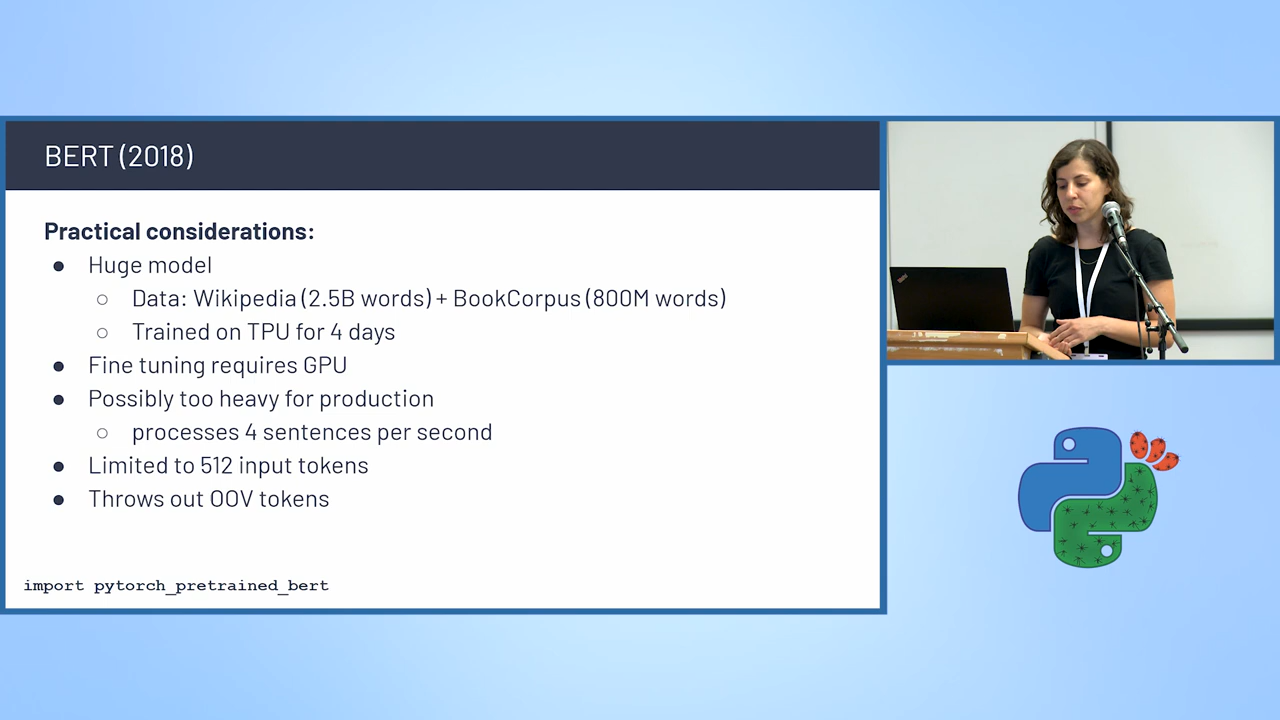 BERT (2018)
Practical considerations:
● Huge model
○ Data: Wikipedia (2.5B words) + BookCorpus (800M words)
○ Trained on TPU for 4 days
● Fine tuning requires GPU
● Possibly too heavy for production
○ processes 4 sentences per second
● Limited to 512 input tokens
● Throws out OOV tokens
import pytorch_pretrained_bert